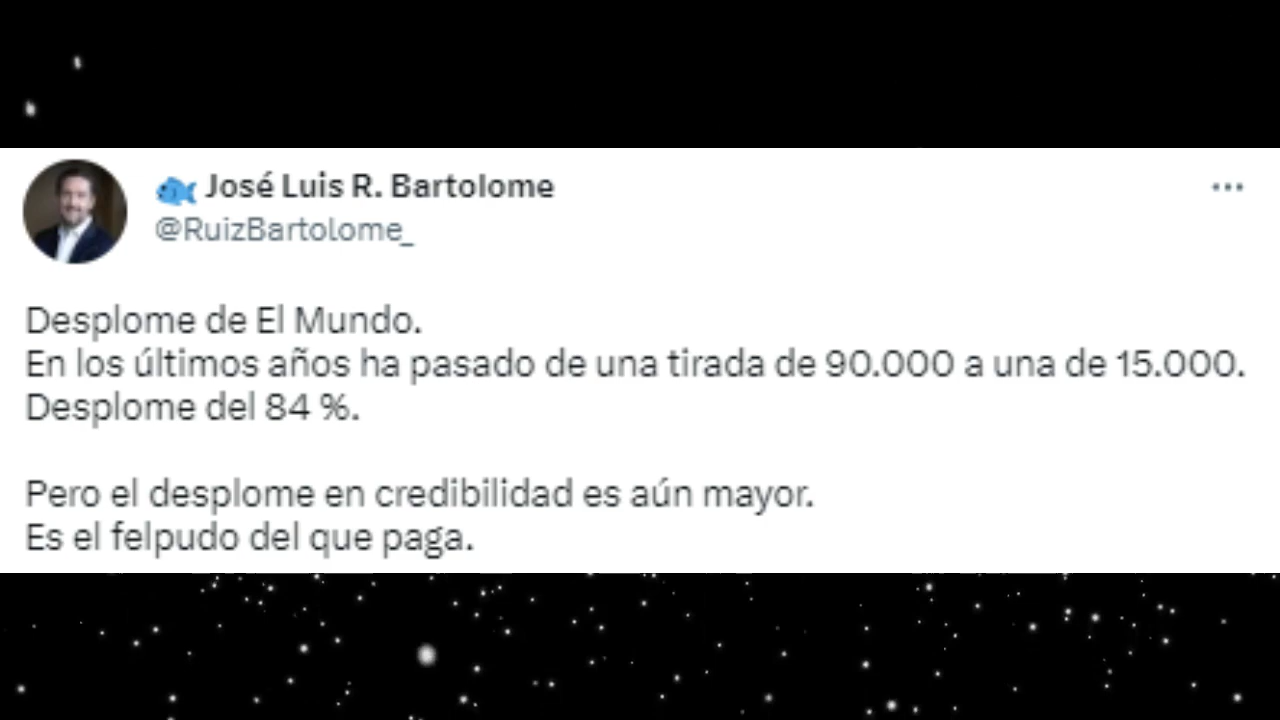 José Luis R. Bartolome
@RuizBartolome_
Desplome de El Mundo.
En los últimos años ha pasado de una tirada de 90.000 a una de 15.000.
Desplome del 84 %.
Pero el desplome en credibilidad es aún mayor.
Es el felpudo del que paga.